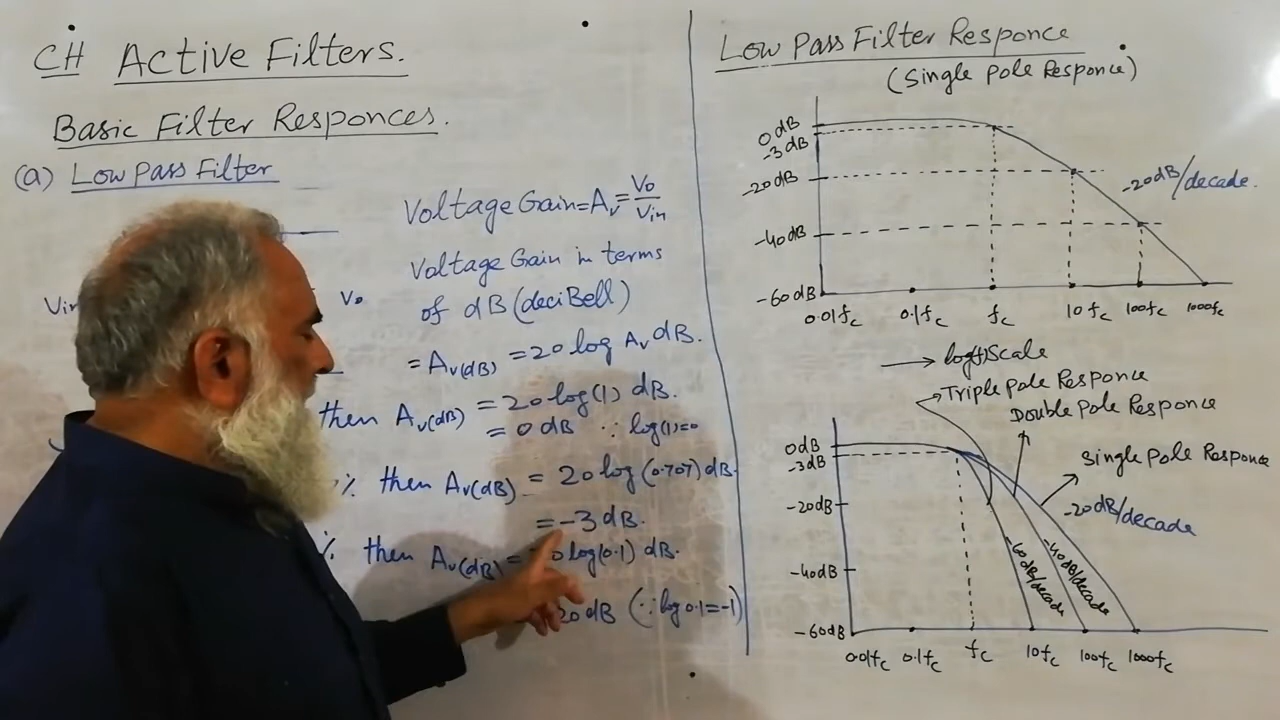 CH Active Filters.
Basic Filter Responces.
(a) Low Pass Filter
Voltage Gain = Av = Vo/Vin
Vin
Vo
Voltage Gain in terms
of dB (deciBell)
= Av(dB) = 20 log Av dB.
then Av(dB) = 20 log(1) dB.
= 0 dB ∵ log(1)=0
% then Av(dB) = 20 log(0.707) dB.
= -3 dB.
% then Av(dB) = 20 log(0.1) dB.
20 dB (∵ log 0.1 = -1)
Low Pass Filter Responce
(Single Pole Responce)
0 dB
-3 dB
-20 dB
-40 dB
-60 dB
-20 dB/decade.
0.01fc 0.1fc fc 10fc 100fc 1000fc
→ log(f) Scale
Triple Pole Responce
Double Pole Responce
Single Pole Responce
-20 dB/decade
0 dB
-3 dB
-20 dB
-40 dB
-60 dB
-60 dB/decade
-40 dB/decade
0.01fc 0.1fc fc 10fc 100fc 1000fc